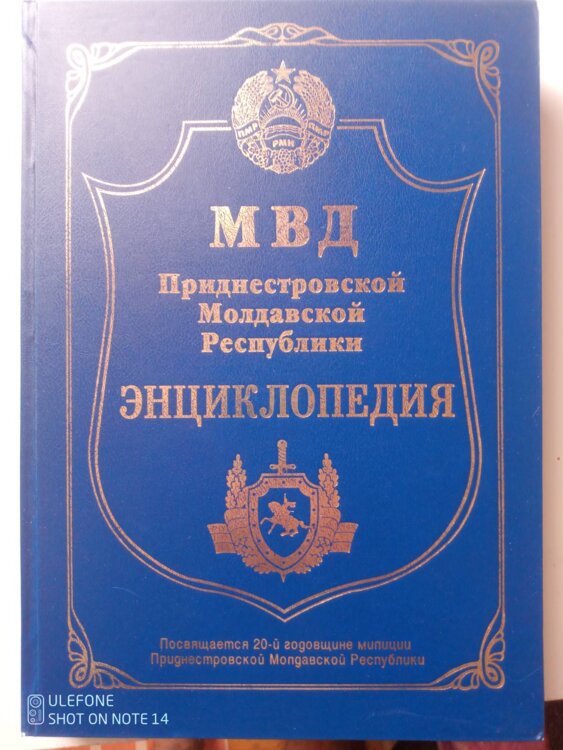 ПМР
ПМР
РМН
МВД
Приднестровской
Молдавской
Республики
ЭНЦИКЛОПЕДИЯ
Посвящается 20-й годовщине милиции
Приднестровской Молдавской Республики
ULEFONE
SHOT ON NOTE 14